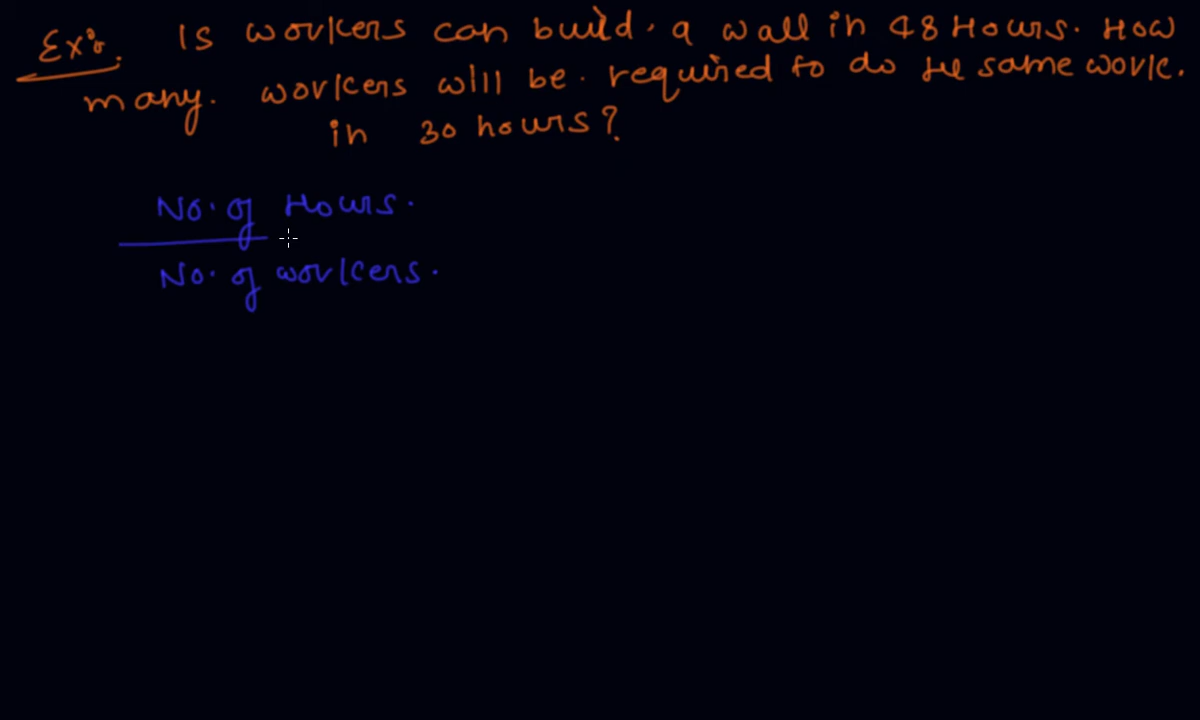 Ex:. 15 workers can build. a wall in 48 Hours. How
many. workers will be. required to do the same work.
in 30 hours?
No. of Hours.
No. of workers.